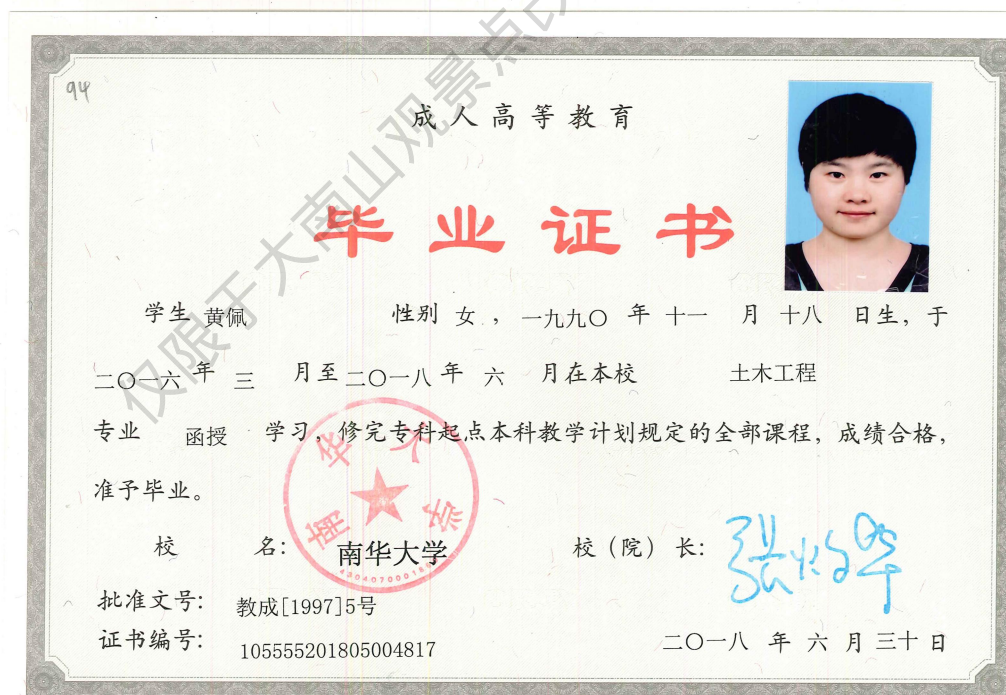 94
成人高等教育
毕业证书
学生 黄佩 性别 女 ，一九九〇 年 十一 月 十八 日生，于
二〇一六 年 三 月至 二〇一八 年 六 月在本校 土木工程
专业 函授 学习，修完专科起点本科教学计划规定的全部课程，成绩合格，
准予毕业。
校 名： 南华大学 校（院）长：
批准文号： 教成[1997]5号
证书编号： 105555201805004817
二〇一八 年 六 月 三十 日
南华大学
仅限于大南山观景点